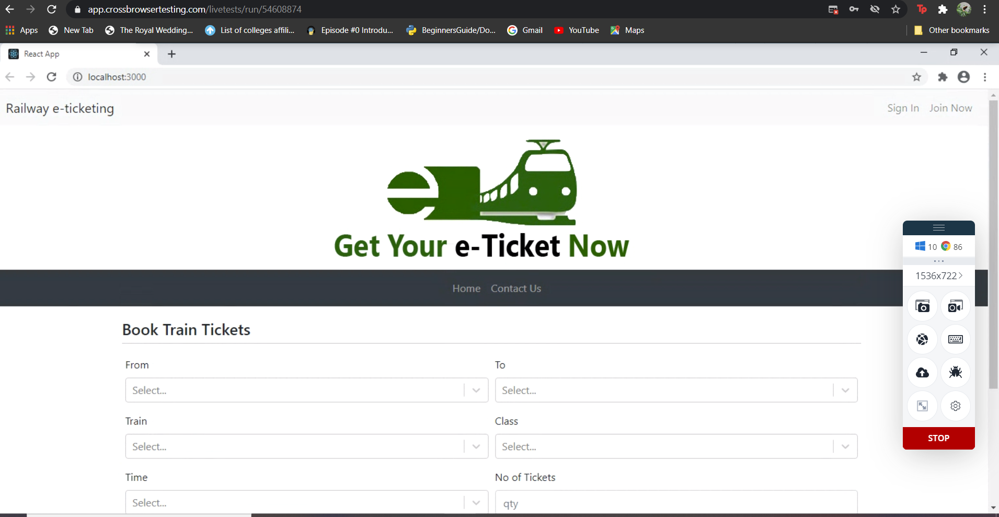 app.crossbrowsertesting.com/livetests/run/54608874
Apps New Tab The Royal Wedding... List of colleges affili... Episode #0 Introdu... BeginnersGuide/Do... Gmail YouTube Maps Other bookmarks
React App
localhost:3000
Railway e-ticketing Sign In Join Now
Get Your e-Ticket Now
10 86
1536x722
Home Contact Us
Book Train Tickets
From To
Select... Select...
Train Class
Select... Select...
STOP
Time No of Tickets
Select... qty